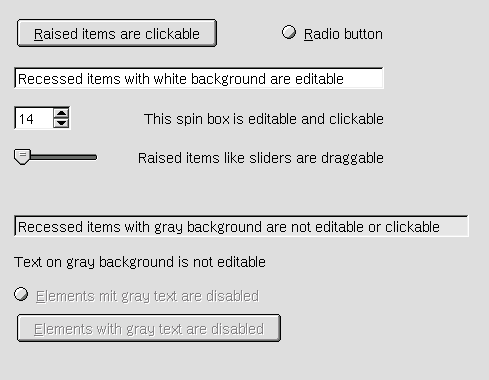 Raised items are clickable
Radio button
Recessed items with white background are editable
14
This spin box is editable and clickable
Raised items like sliders are draggable
Recessed items with gray background are not editable or clickable
Text on gray background is not editable
Elements mit gray text are disabled
Elements with gray text are disabled